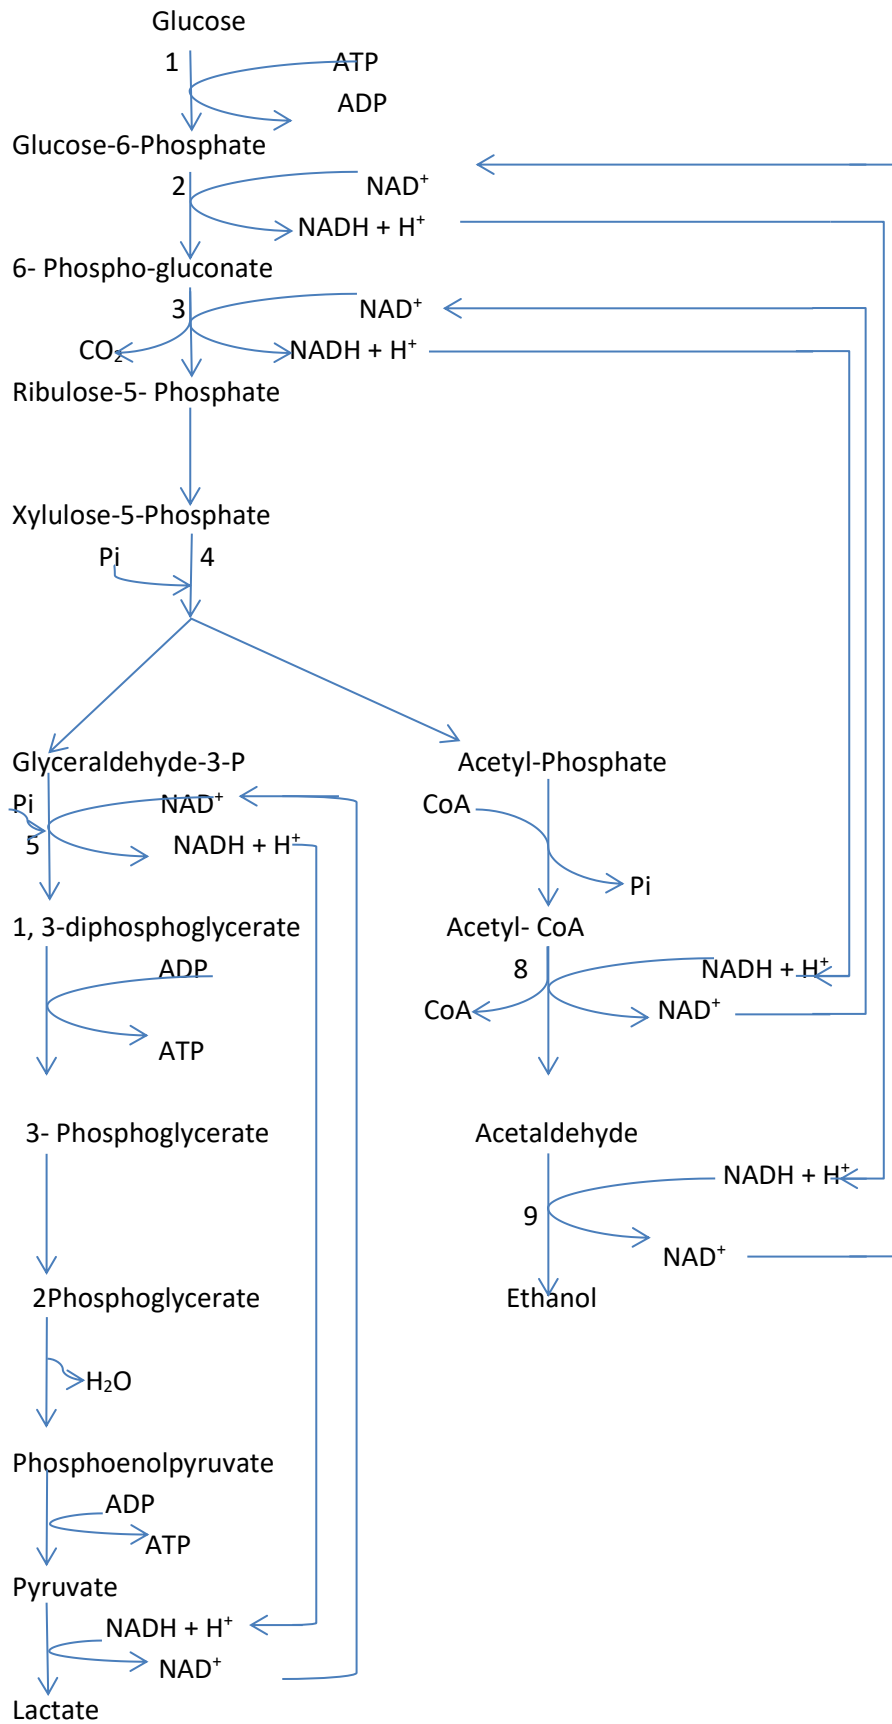 Glucose
1
ATP
ADP
Glucose-6-Phosphate
2
NAD⁺
NADH + H⁺
6- Phospho-gluconate
3
NAD⁺
CO₂
NADH + H⁺
Ribulose-5- Phosphate
Xylulose-5-Phosphate
Pi
4
Glyceraldehyde-3-P
Acetyl-Phosphate
Pi
NAD⁺
CoA
5
NADH + H⁺
Pi
1, 3-diphosphoglycerate
Acetyl- CoA
ADP
8
NADH + H⁺
CoA
NAD⁺
ATP
3- Phosphoglycerate
Acetaldehyde
NADH + H⁺
9
NAD⁺
2Phosphoglycerate
Ethanol
H₂O
Phosphoenolpyruvate
ADP
ATP
Pyruvate
NADH + H⁺
NAD⁺
Lactate